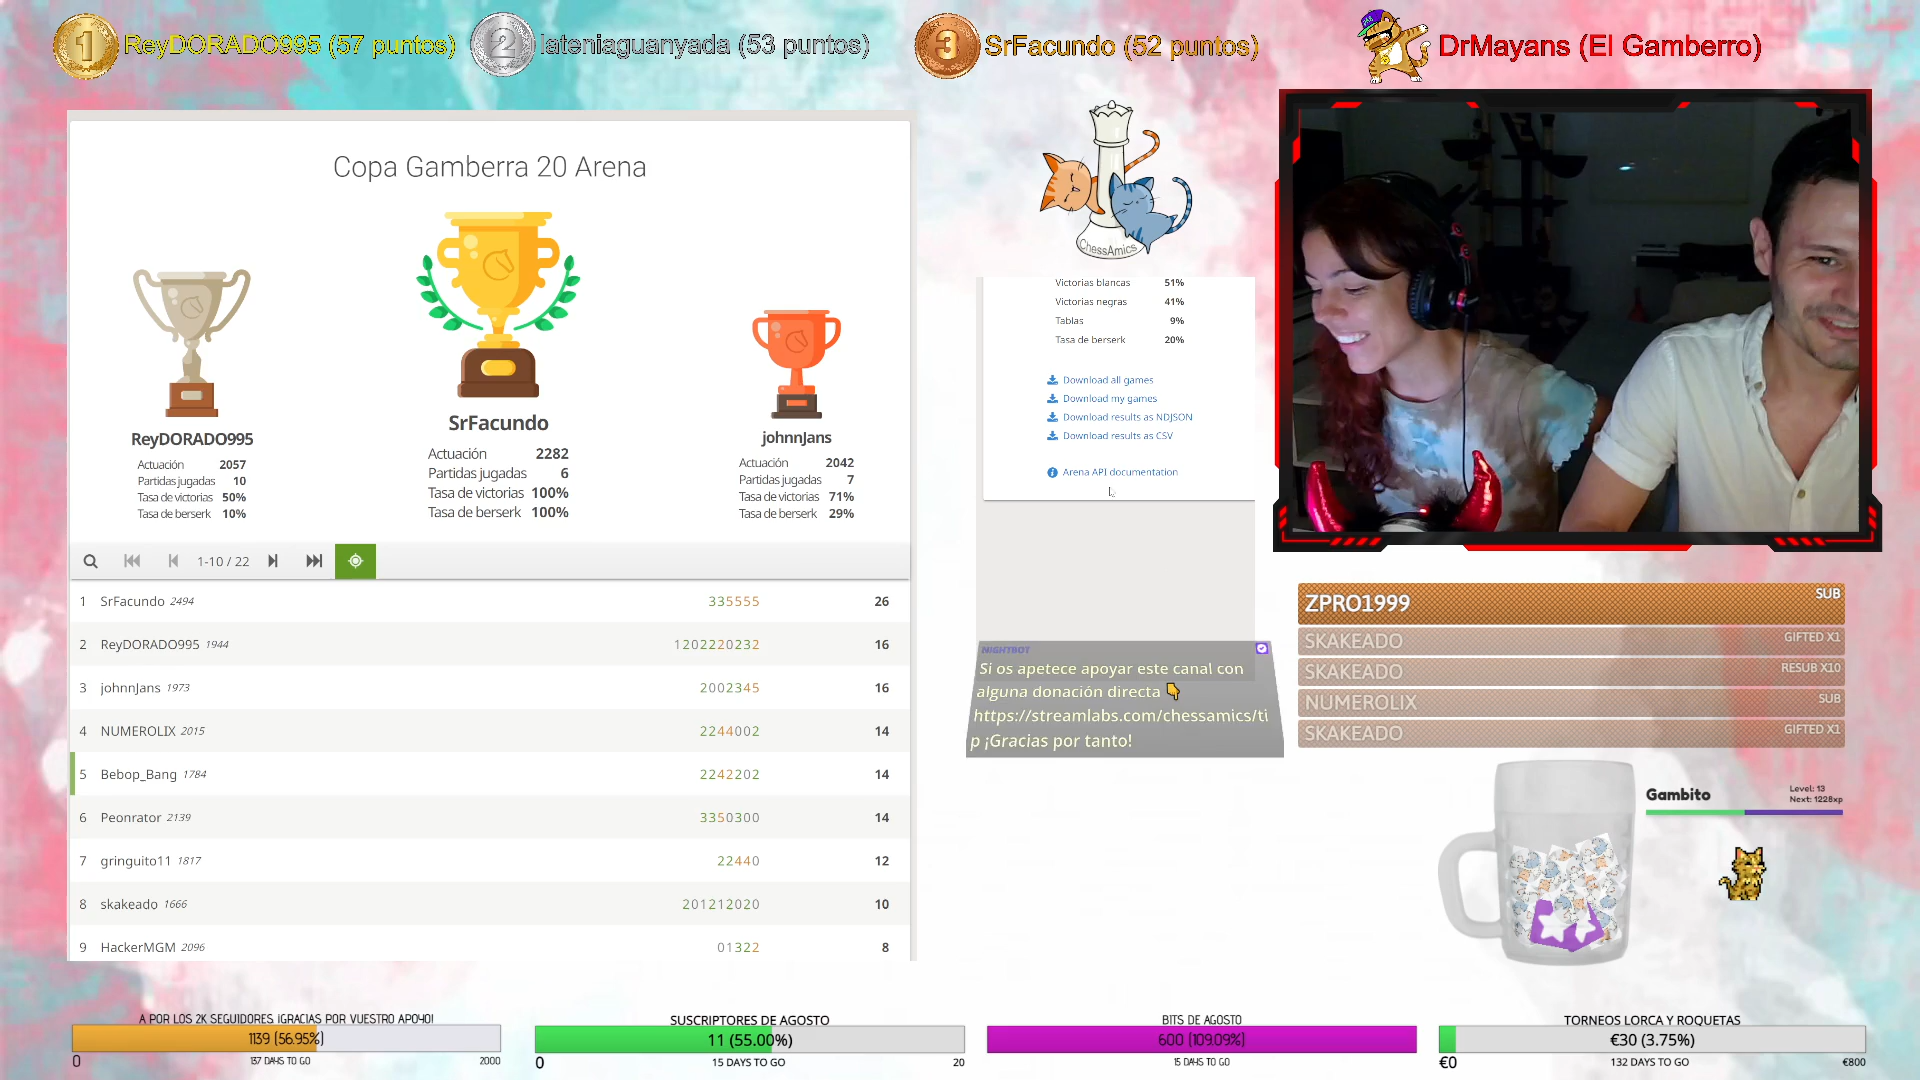 ReyDORADO995 (57 puntos)
lateniaguanyada (53 puntos)
SrFacundo (52 puntos)
DrMayans (El Gamberro)
Copa Gamberra 20 Arena
ReyDORADO995
Actuación 2057
Partidas jugadas 10
Tasa de victorias 50%
Tasa de berserk 10%
SrFacundo
Actuación 2282
Partidas jugadas 6
Tasa de victorias 100%
Tasa de berserk 100%
johnnJans
Actuación 2042
Partidas jugadas 7
Tasa de victorias 71%
Tasa de berserk 29%
1-10 / 22
1 SrFacundo 2494 335555 26
2 ReyDORADO995 1944 1202220232 16
3 johnnJans 1973 2002345 16
4 NUMEROLIX 2015 2244002 14
5 Bebop_Bang 1784 2242202 14
6 Peonrator 2139 3350300 14
7 gringuito11 1817 22440 12
8 skakeado 1666 201212020 10
9 HackerMGM 2096 01322 8
ChessAmics
Victorias blancas 51%
Victorias negras 41%
Tablas 9%
Tasa de berserk 20%
Download all games
Download my games
Download results as NDJSON
Download results as CSV
Arena API documentation
NIGHTBOT
Si os apetece apoyar este canal con
alguna donación directa
https://streamlabs.com/chessamics/ti
p ¡Gracias por tanto!
ZPRO1999 SUB
SKAKEADO GIFTED X1
SKAKEADO RESUB X10
NUMEROLIX SUB
SKAKEADO GIFTED X1
Gambito
Level: 13
Next: 1228xp
A POR LOS 2K SEGUIDORES ¡GRACIAS POR VUESTRO APOYO!
1139 (56.95%)
0 137 DAYS TO GO 2000
SUSCRIPTORES DE AGOSTO
11 (55.00%)
0 15 DAYS TO GO 20
BITS DE AGOSTO
600 (109.09%)
15 DAYS TO GO
TORNEOS LORCA Y ROQUETAS
€30 (3.75%)
€0 132 DAYS TO GO €800